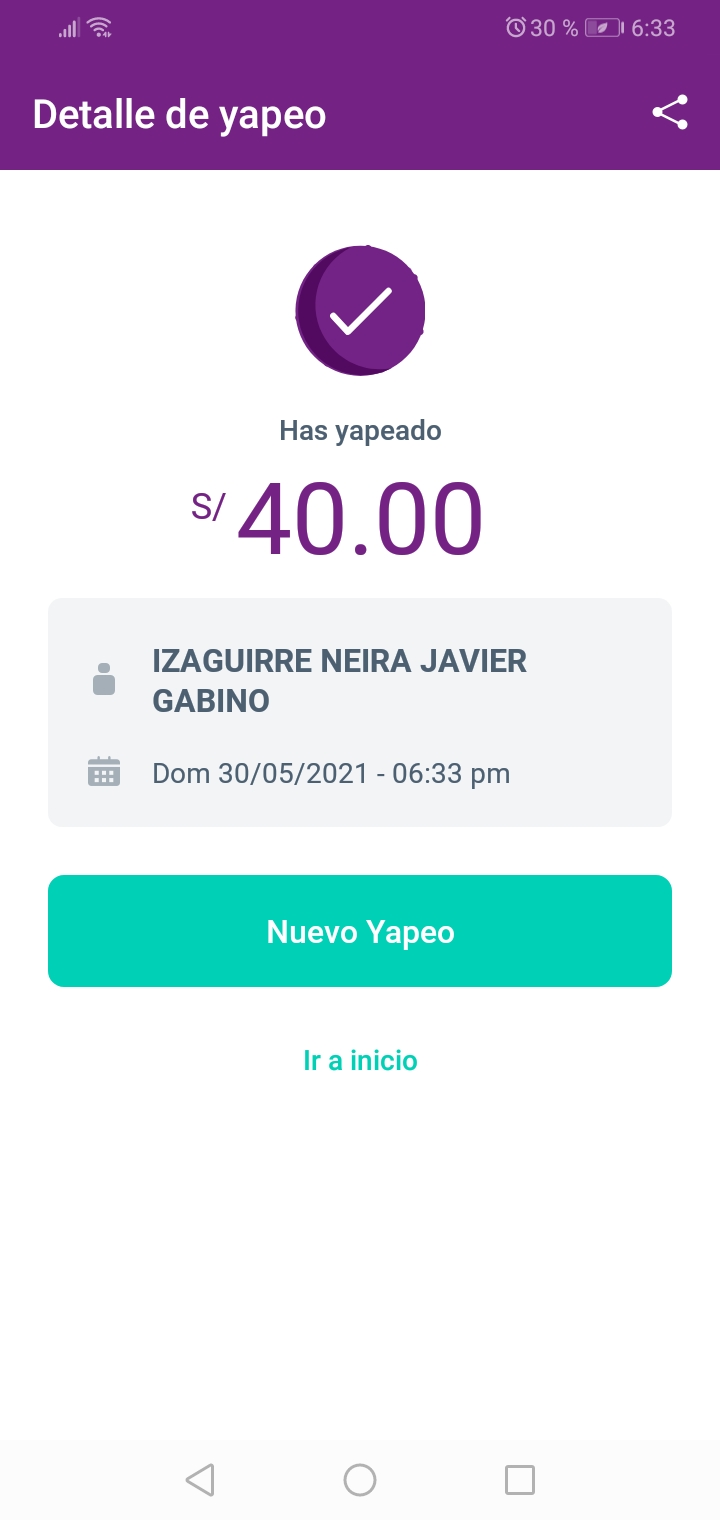 30 % 6:33
Detalle de yapeo
Has yapeado
S/ 40.00
IZAGUIRRE NEIRA JAVIER
GABINO
Dom 30/05/2021 - 06:33 pm
Nuevo Yapeo
Ir a inicio